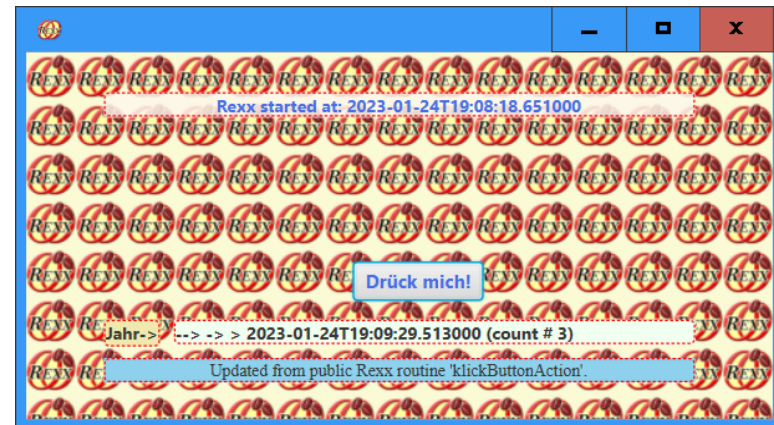 Rexx started at: 2023-01-24T19:08:18.651000
Drück mich!
Jahr-> --> -> > 2023-01-24T19:09:29.513000 (count # 3)
Updated from public Rexx routine 'klickButtonAction'.